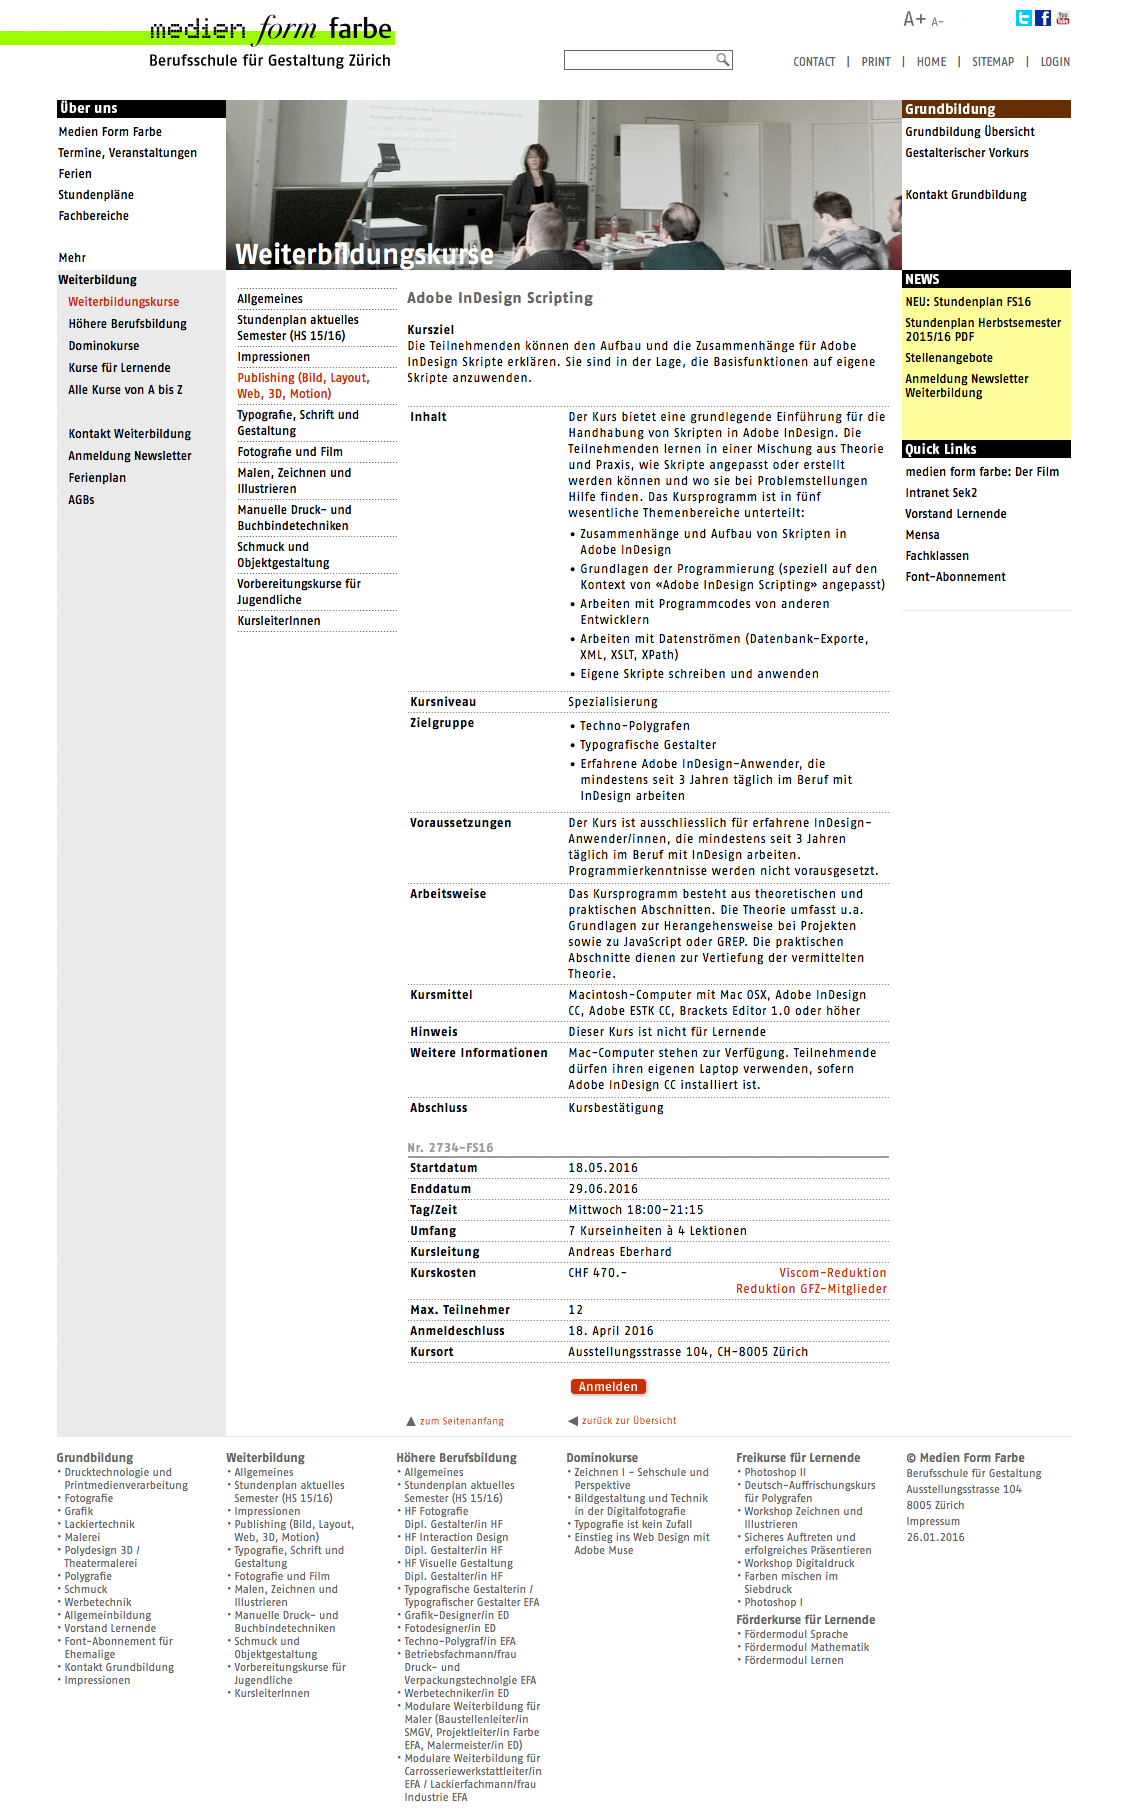 medien form farbe
Berufsschule für Gestaltung Zürich
A+ A-
CONTACT | PRINT | HOME | SITEMAP | LOGIN
Über uns
Medien Form Farbe
Termine, Veranstaltungen
Ferien
Stundenpläne
Fachbereiche
Mehr
Weiterbildung
Weiterbildungskurse
Höhere Berufsbildung
Dominokurse
Kurse für Lernende
Alle Kurse von A bis Z
Kontakt Weiterbildung
Anmeldung Newsletter
Ferienplan
AGBs
Weiterbildungskurse
Allgemeines
Stundenplan aktuelles
Semester (HS 15/16)
Impressionen
Publishing (Bild, Layout,
Web, 3D, Motion)
Typografie, Schrift und
Gestaltung
Fotografie und Film
Malen, Zeichnen und
Illustrieren
Manuelle Druck- und
Buchbindetechniken
Schmuck und
Objektgestaltung
Vorbereitungskurse für
Jugendliche
KursleiterInnen
Adobe InDesign Scripting
Kursziel
Die Teilnehmenden können den Aufbau und die Zusammenhänge für Adobe
InDesign Skripte erklären. Sie sind in der Lage, die Basisfunktionen auf eigene
Skripte anzuwenden.
Inhalt
Der Kurs bietet eine grundlegende Einführung für die
Handhabung von Skripten in Adobe InDesign. Die
Teilnehmenden lernen in einer Mischung aus Theorie
und Praxis, wie Skripte angepasst oder erstellt
werden können und wo sie bei Problemstellungen
Hilfe finden. Das Kursprogramm ist in fünf
wesentliche Themenbereiche unterteilt:
• Zusammenhänge und Aufbau von Skripten in
Adobe InDesign
• Grundlagen der Programmierung (speziell auf den
Kontext von «Adobe InDesign Scripting» angepasst)
• Arbeiten mit Programmcodes von anderen
Entwicklern
• Arbeiten mit Datenströmen (Datenbank-Exporte,
XML, XSLT, XPath)
• Eigene Skripte schreiben und anwenden
Kursniveau Spezialisierung
Zielgruppe
• Techno-Polygrafen
• Typografische Gestalter
• Erfahrene Adobe InDesign-Anwender, die
mindestens seit 3 Jahren täglich im Beruf mit
InDesign arbeiten
Voraussetzungen
Der Kurs ist ausschliesslich für erfahrene InDesign-
Anwender/innen, die mindestens seit 3 Jahren
täglich im Beruf mit InDesign arbeiten.
Programmierkenntnisse werden nicht vorausgesetzt.
Arbeitsweise
Das Kursprogramm besteht aus theoretischen und
praktischen Abschnitten. Die Theorie umfasst u.a.
Grundlagen zur Herangehensweise bei Projekten
sowie zu JavaScript oder GREP. Die praktischen
Abschnitte dienen zur Vertiefung der vermittelten
Theorie.
Kursmittel
Macintosh-Computer mit Mac OSX, Adobe InDesign
CC, Adobe ESTK CC, Brackets Editor 1.0 oder höher
Hinweis Dieser Kurs ist nicht für Lernende
Weitere Informationen
Mac-Computer stehen zur Verfügung. Teilnehmende
dürfen ihren eigenen Laptop verwenden, sofern
Adobe InDesign CC installiert ist.
Abschluss Kursbestätigung
Nr. 2734-FS16
Startdatum 18.05.2016
Enddatum 29.06.2016
Tag/Zeit Mittwoch 18:00-21:15
Umfang 7 Kurseinheiten à 4 Lektionen
Kursleitung Andreas Eberhard
Kurskosten CHF 470.- Viscom-Reduktion
Reduktion GFZ-Mitglieder
Max. Teilnehmer 12
Anmeldeschluss 18. April 2016
Kursort Ausstellungsstrasse 104, CH-8005 Zürich
Anmelden
zum Seitenanfang
zurück zur Übersicht
Grundbildung
Grundbildung Übersicht
Gestalterischer Vorkurs
Kontakt Grundbildung
NEWS
NEU: Stundenplan FS16
Stundenplan Herbstsemester
2015/16 PDF
Stellenangebote
Anmeldung Newsletter
Weiterbildung
Quick Links
medien form farbe: Der Film
Intranet Sek2
Vorstand Lernende
Mensa
Fachklassen
Font-Abonnement
Grundbildung
• Drucktechnologie und
Printmedienverarbeitung
• Fotografie
• Grafik
• Lackiertechnik
• Malerei
• Polydesign 3D /
Theatermalerei
• Polygrafie
• Schmuck
• Werbetechnik
• Allgemeinbildung
• Vorstand Lernende
• Font-Abonnement für
Ehemalige
• Kontakt Grundbildung
• Impressionen
Weiterbildung
• Allgemeines
• Stundenplan aktuelles
Semester (HS 15/16)
• Impressionen
• Publishing (Bild, Layout,
Web, 3D, Motion)
• Typografie, Schrift und
Gestaltung
• Fotografie und Film
• Malen, Zeichnen und
Illustrieren
• Manuelle Druck- und
Buchbindetechniken
• Schmuck und
Objektgestaltung
• Vorbereitungskurse für
Jugendliche
• KursleiterInnen
Höhere Berufsbildung
• Allgemeines
• Stundenplan aktuelles
Semester (HS 15/16)
• HF Fotografie
Dipl. Gestalter/in HF
• HF Interaction Design
Dipl. Gestalter/in HF
• HF Visuelle Gestaltung
Dipl. Gestalter/in HF
• Typografische Gestalterin /
Typografischer Gestalter EFA
• Grafik-Designer/in ED
• Fotodesigner/in ED
• Techno-Polygraf/in EFA
• Betriebsfachmann/frau
Druck- und
Verpackungstechnolgie EFA
• Werbetechniker/in ED
• Modulare Weiterbildung für
Maler (Baustellenleiter/in
SMGV, Projektleiter/in Farbe
EFA, Malermeister/in ED)
• Modulare Weiterbildung für
Carrosseriewerkstattleiter/in
EFA / Lackierfachmann/frau
Industrie EFA
Dominokurse
• Zeichnen I - Sehschule und
Perspektive
• Bildgestaltung und Technik
in der Digitalfotografie
• Typografie ist kein Zufall
• Einstieg ins Web Design mit
Adobe Muse
Freikurse für Lernende
• Photoshop II
• Deutsch-Auffrischungskurs
für Polygrafen
• Workshop Zeichnen und
Illustrieren
• Sicheres Auftreten und
erfolgreiches Präsentieren
• Workshop Digitaldruck
• Farben mischen im
Siebdruck
• Photoshop I
Förderkurse für Lernende
• Fördermodul Sprache
• Fördermodul Mathematik
• Fördermodul Lernen
© Medien Form Farbe
Berufsschule für Gestaltung
Ausstellungsstrasse 104
8005 Zürich
Impressum
26.01.2016